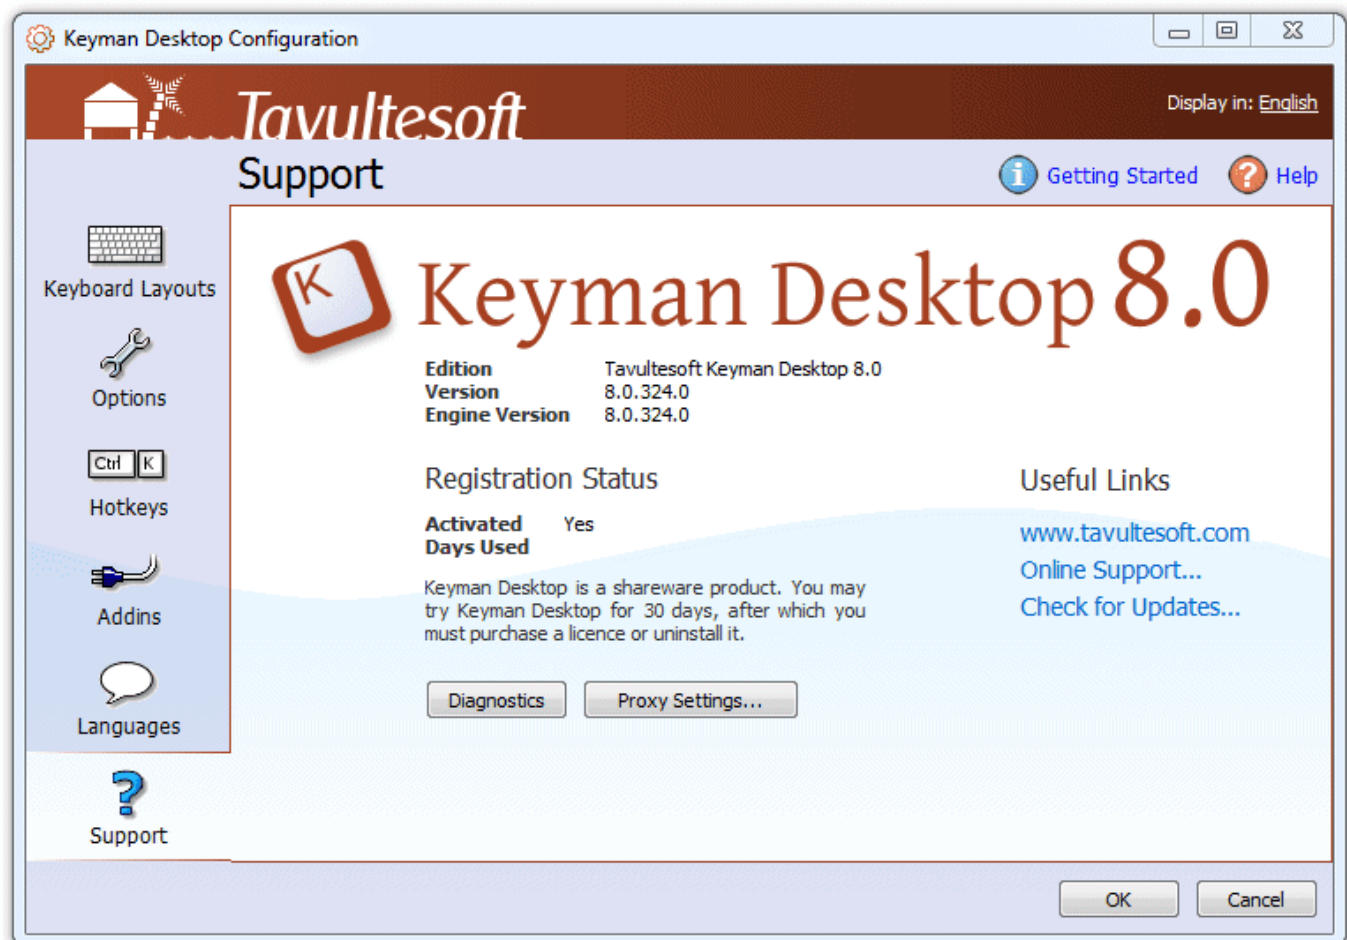 Keyman Desktop Configuration
Tavultesoft
Display in: English
Support
Getting Started
Help
Keyboard Layouts
Options
Ctrl K
Hotkeys
Addins
Languages
Support
K
Keyman Desktop 8.0
Edition Tavultesoft Keyman Desktop 8.0
Version 8.0.324.0
Engine Version 8.0.324.0
Registration Status
Activated Yes
Days Used
Keyman Desktop is a shareware product. You may
try Keyman Desktop for 30 days, after which you
must purchase a licence or uninstall it.
Diagnostics
Proxy Settings...
Useful Links
www.tavultesoft.com
Online Support...
Check for Updates...
OK
Cancel